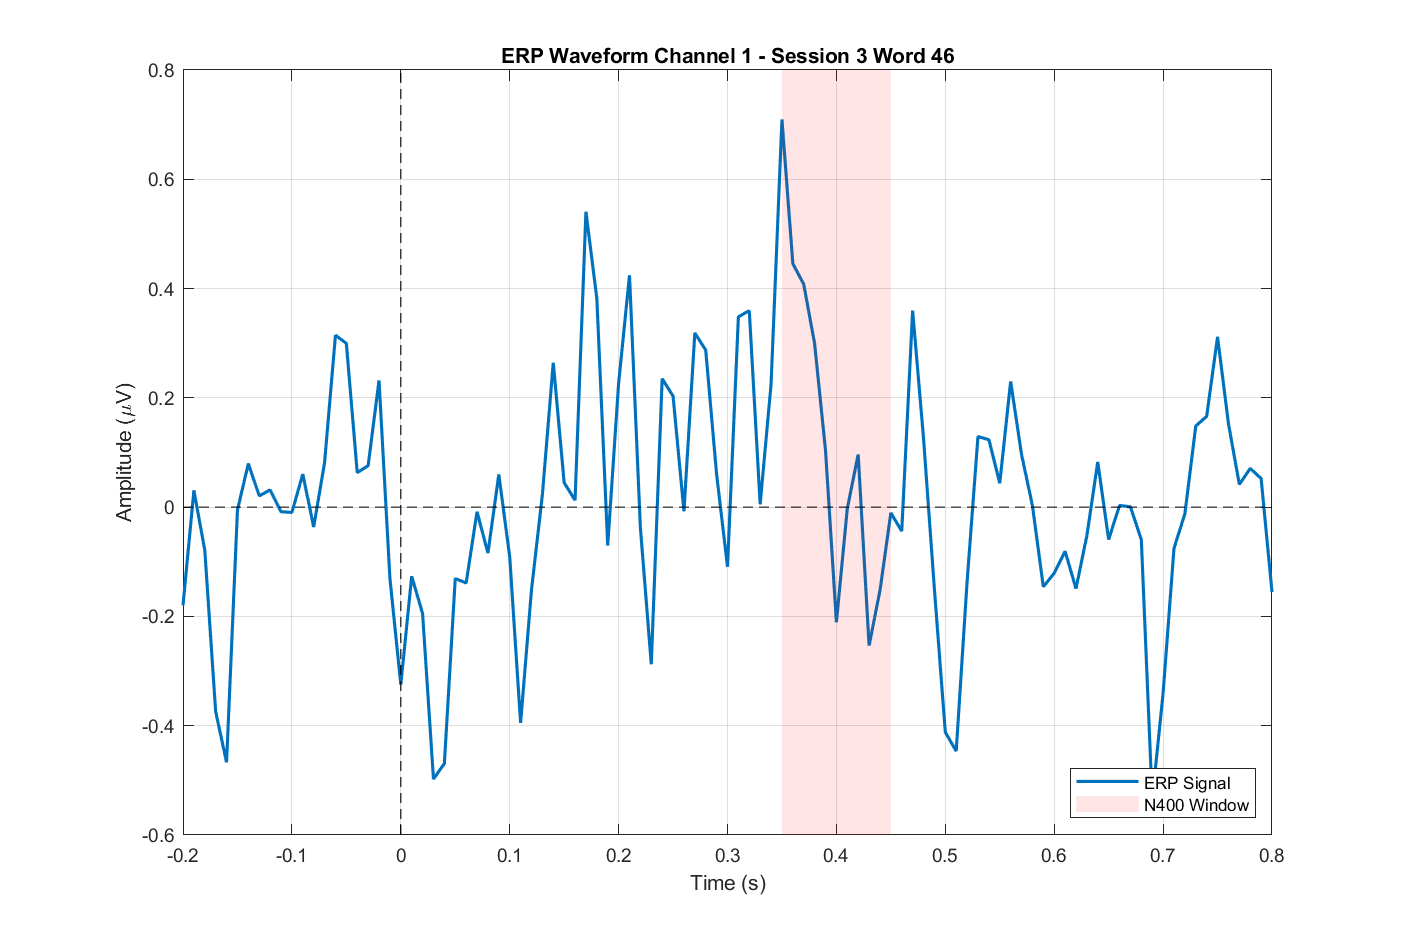 ERP Waveform Channel 1 - Session 3 Word 46
Amplitude (μV)
0.8
0.6
0.4
0.2
0
-0.2
-0.4
-0.6
-0.2 -0.1 0 0.1 0.2 0.3 0.4 0.5 0.6 0.7 0.8
Time (s)
ERP Signal
N400 Window